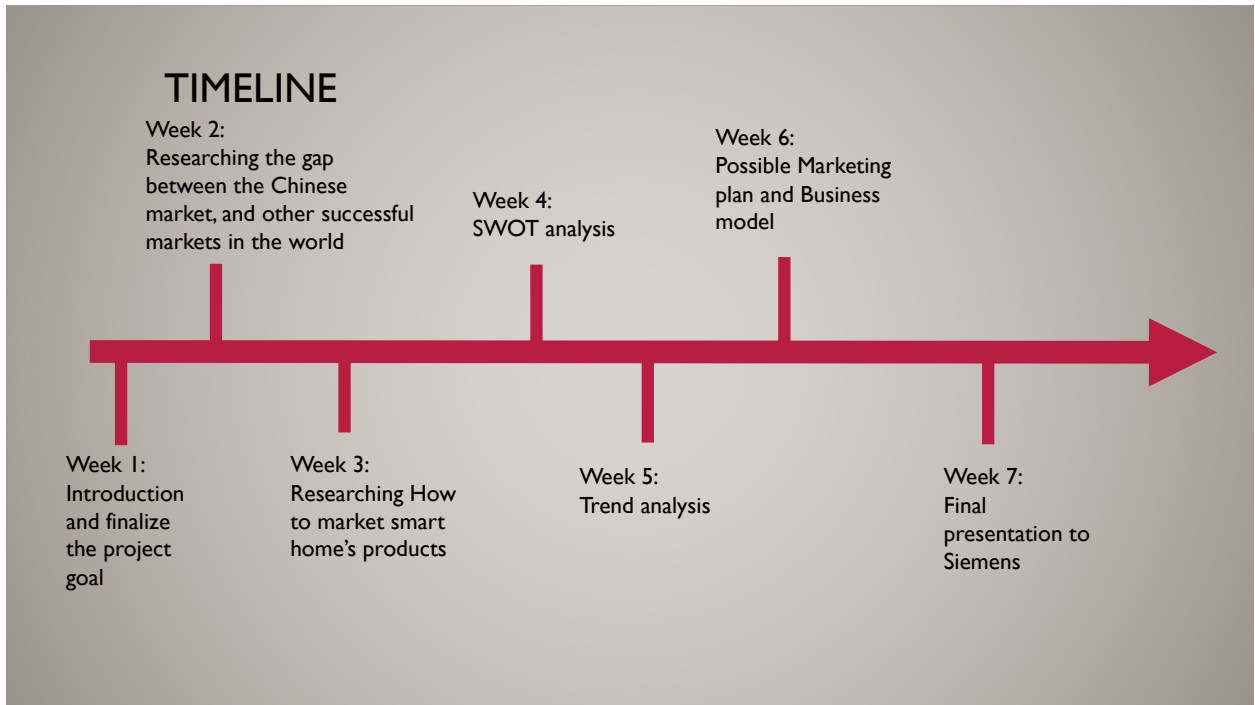 TIMELINE
Week 2:
Researching the gap
between the Chinese
market, and other successful
markets in the world
Week 4:
SWOT analysis
Week 6:
Possible Marketing
plan and Business
model
Week 1:
Introduction
and finalize
the project
goal
Week 3:
Researching How
to market smart
home’s products
Week 5:
Trend analysis
Week 7:
Final
presentation to
Siemens